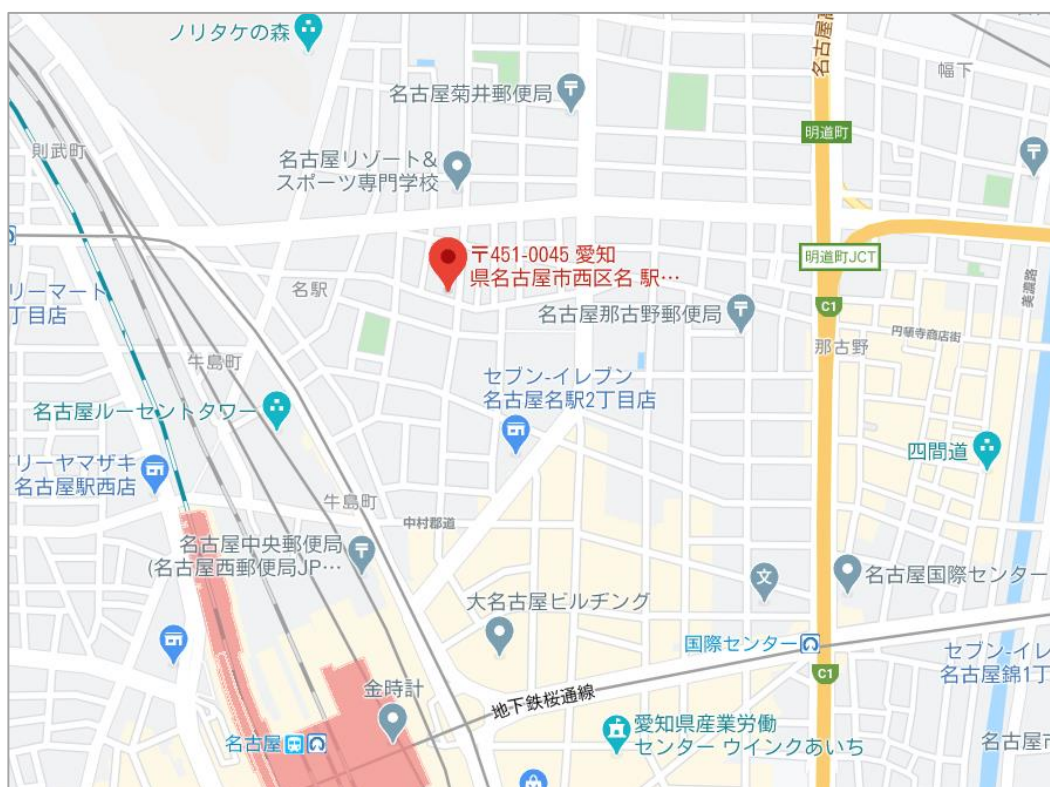 ノリタケの森
名古屋高
幅下
名古屋菊井郵便局
明道町
則武町
名古屋リゾート&
スポーツ専門学校
〒451-0045 愛知
県名古屋市西区名 駅…
明道町JCT
美濃路
名駅
リーマート
丁目店
C1
名古屋那古野郵便局
円頓寺商店街
那古野
牛島町
セブン-イレブン
名古屋名駅2丁目店
名古屋ルーセントタワー
四間道
リーヤマザキ
名古屋駅西店
牛島町
中村郡道
名古屋中央郵便局
(名古屋西郵便局JP…
文
名古屋国際センター
大名古屋ビルヂング
国際センター
セブン-イレ
名古屋錦1丁
C1
金時計
地下鉄桜通線
名古屋
愛知県産業労働
センター ウインクあいち
名古屋市